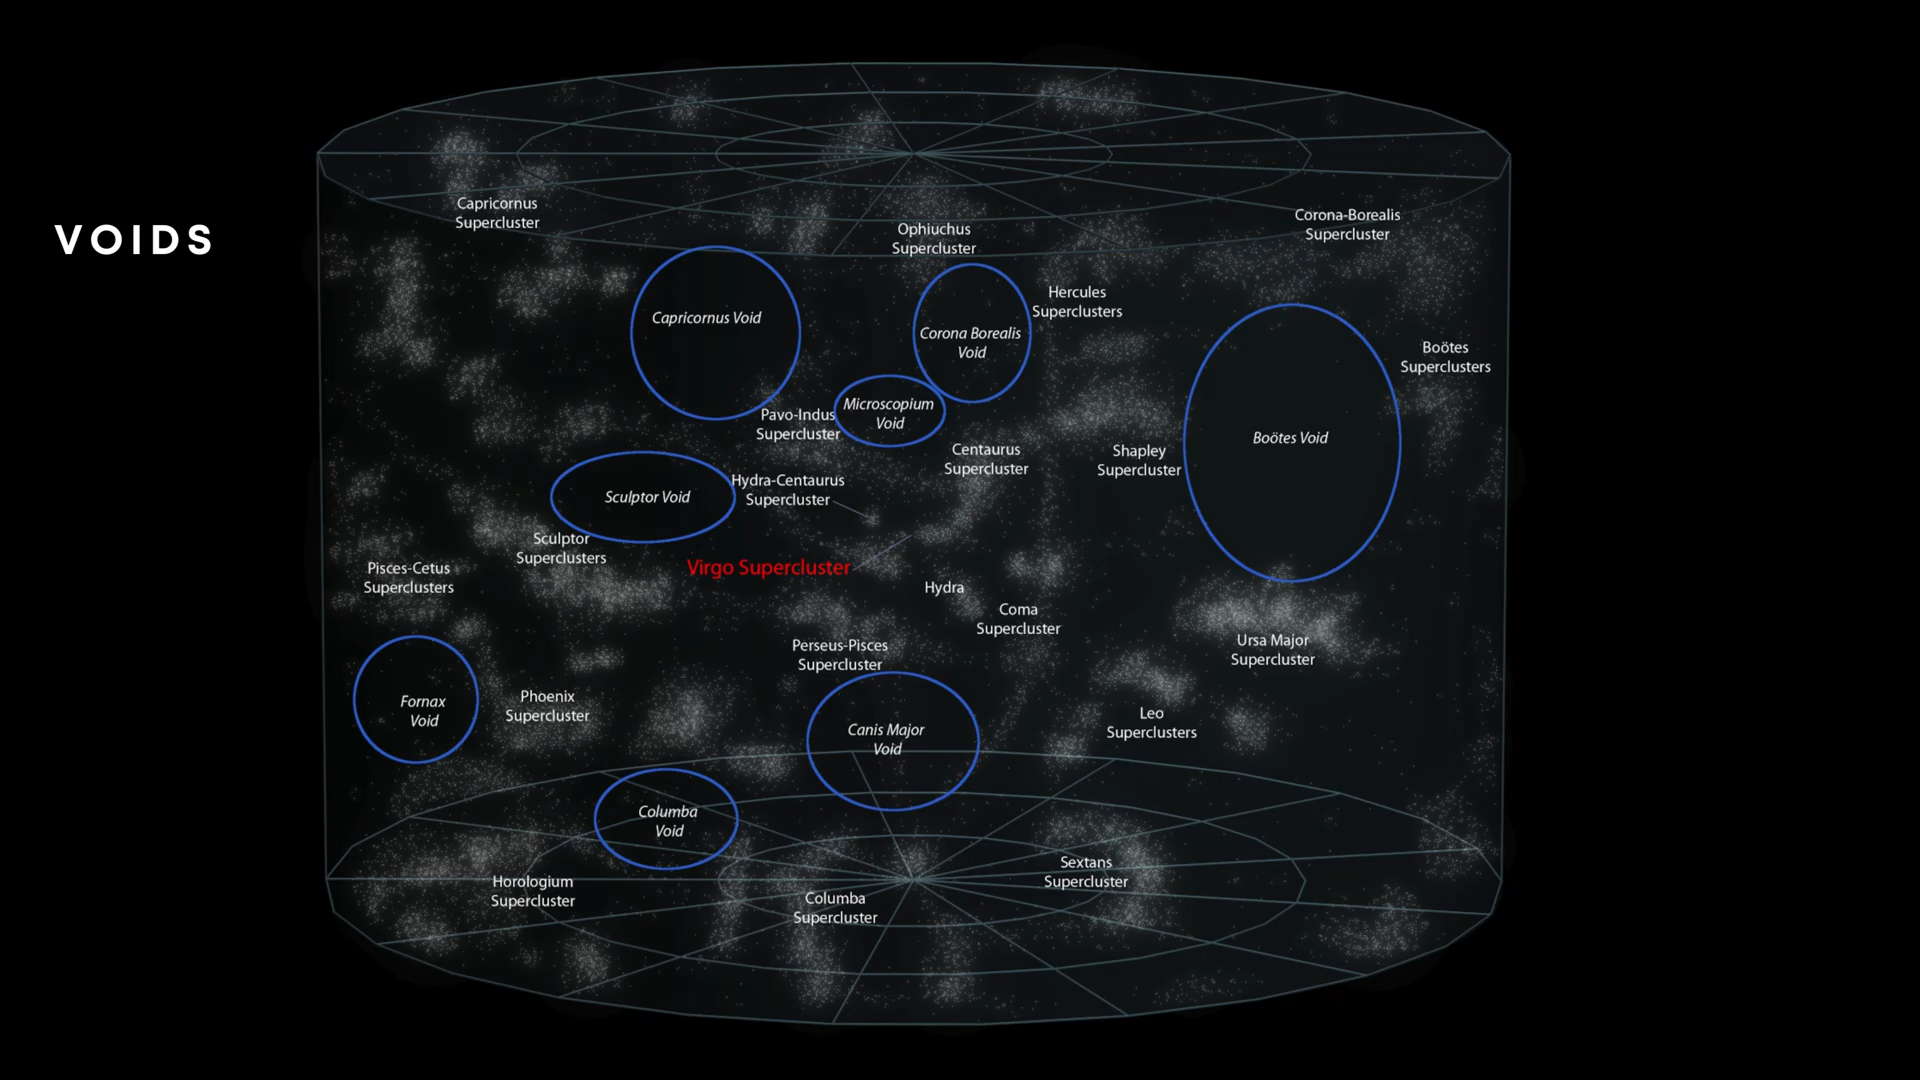 VOIDS
Capricornus
Supercluster
Ophiuchus
Supercluster
Corona-Borealis
Supercluster
Capricornus Void
Hercules
Superclusters
Corona Borealis
Void
Boötes
Superclusters
Microscopium
Void
Pavo-Indus
Supercluster
Centaurus
Supercluster
Shapley
Supercluster
Boötes Void
Sculptor Void
Hydra-Centaurus
Supercluster
Sculptor
Superclusters
Virgo Supercluster
Pisces-Cetus
Superclusters
Hydra
Coma
Supercluster
Perseus-Pisces
Supercluster
Ursa Major
Supercluster
Fornax
Void
Phoenix
Supercluster
Canis Major
Void
Leo
Superclusters
Columba
Void
Horologium
Supercluster
Columba
Supercluster
Sextans
Supercluster